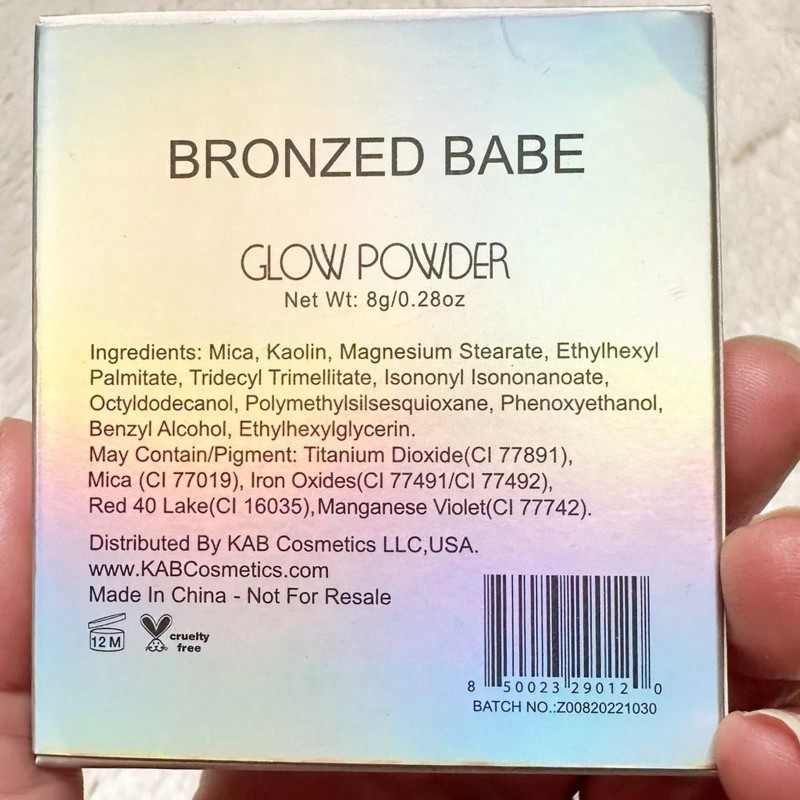 BRONZED BABE
GLOW POWDER
Net Wt: 8g/0.28oz
Ingredients: Mica, Kaolin, Magnesium Stearate, Ethylhexyl
Palmitate, Tridecyl Trimellitate, Isononyl Isononanoate,
Octyldodecanol, Polymethylsilsesquioxane, Phenoxyethanol,
Benzyl Alcohol, Ethylhexylglycerin.
May Contain/Pigment: Titanium Dioxide(CI 77891),
Mica (CI 77019), Iron Oxides(CI 77491/CI 77492),
Red 40 Lake(CI 16035),Manganese Violet(CI 77742).
Distributed By KAB Cosmetics LLC,USA.
www.KABCosmetics.com
Made In China - Not For Resale
12 M
cruelty
free
8 50023 29012 0
BATCH NO.:Z00820221030